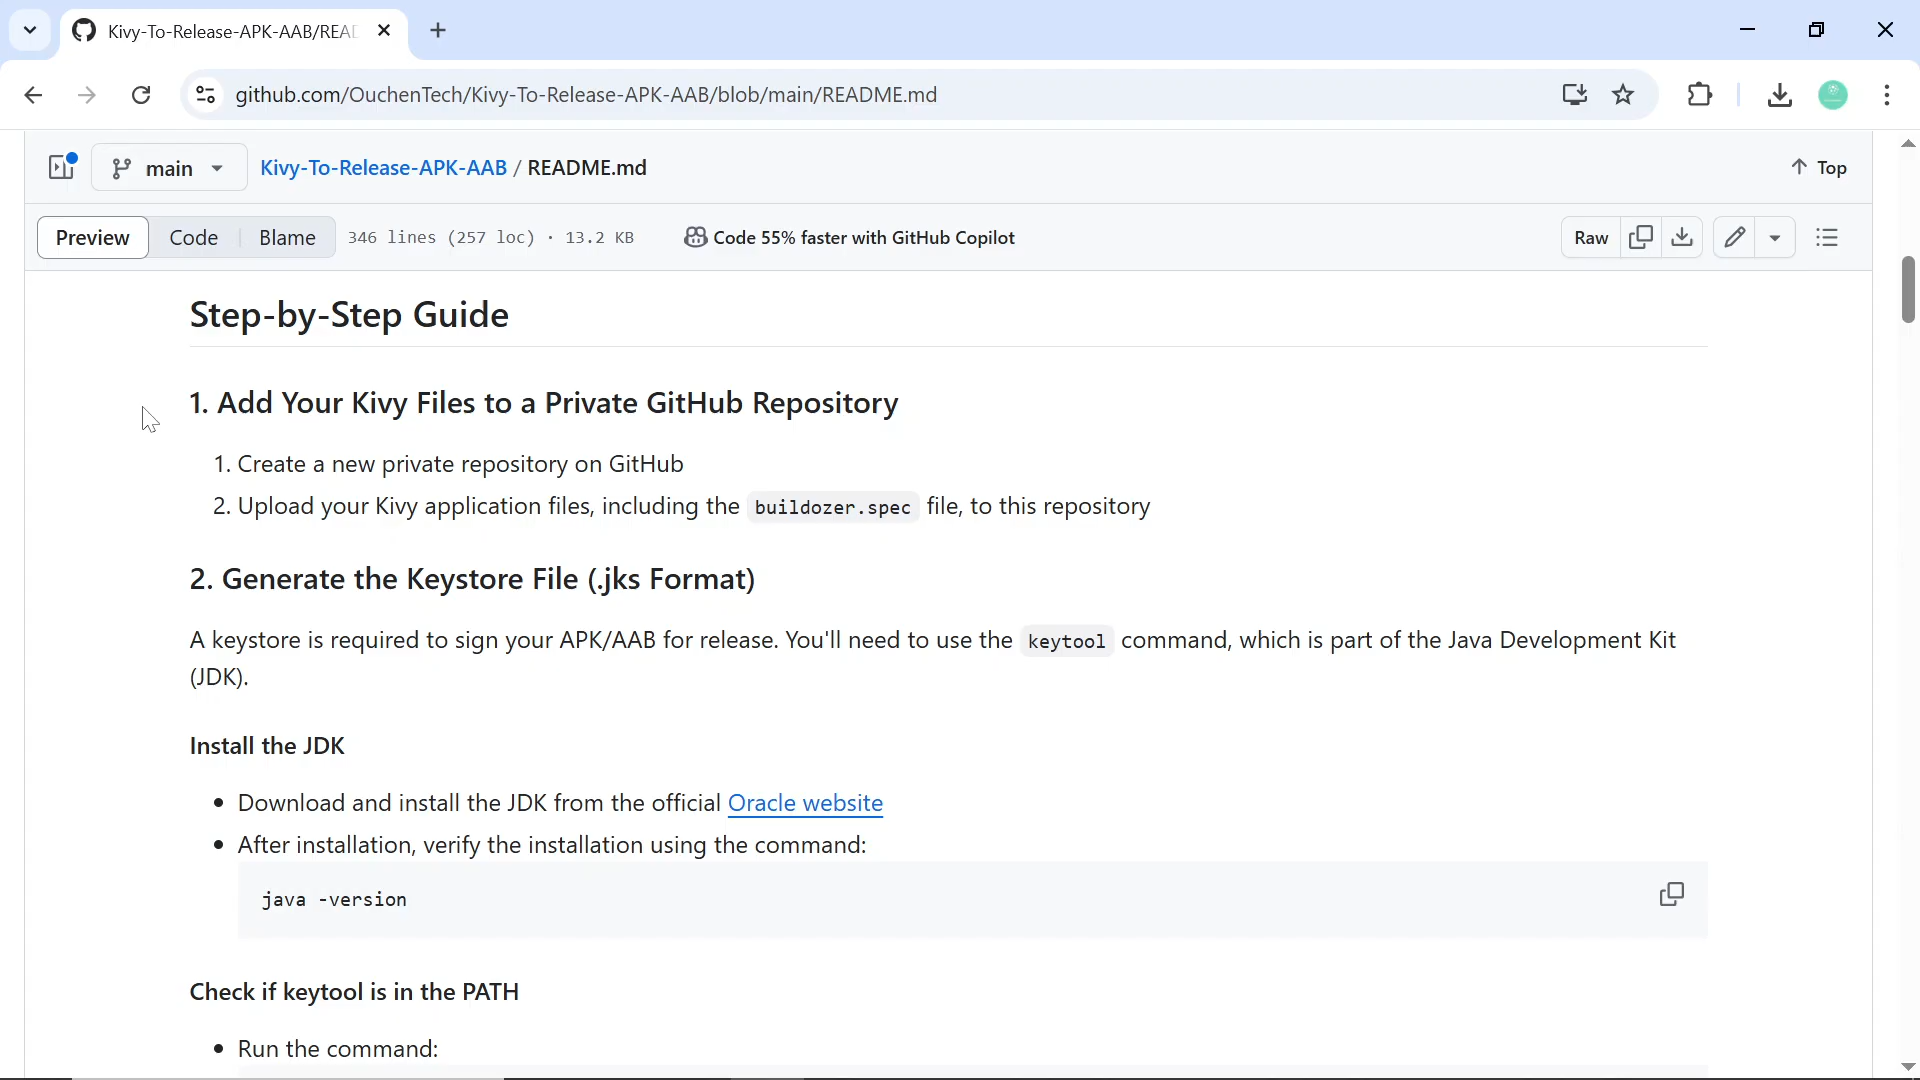 Kivy-To-Release-APK-AAB/REA
github.com/OuchenTech/Kivy-To-Release-APK-AAB/blob/main/README.md
main
Kivy-To-Release-APK-AAB / README.md
Top
Preview
Code
Blame
346 lines (257 loc) · 13.2 KB
Code 55% faster with GitHub Copilot
Raw
Step-by-Step Guide
1. Add Your Kivy Files to a Private GitHub Repository
1. Create a new private repository on GitHub
2. Upload your Kivy application files, including the buildozer.spec file, to this repository
2. Generate the Keystore File (.jks Format)
A keystore is required to sign your APK/AAB for release. You'll need to use the keytool command, which is part of the Java Development Kit
(JDK).
Install the JDK
Download and install the JDK from the official Oracle website
After installation, verify the installation using the command:
java -version
Check if keytool is in the PATH
Run the command: